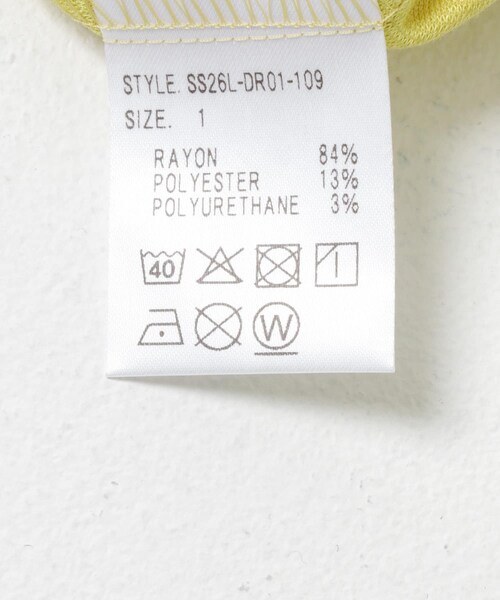 STYLE. SS26L-DR01-109
SIZE. 1
RAYON 84%
POLYESTER 13%
POLYURETHANE 3%
40
W